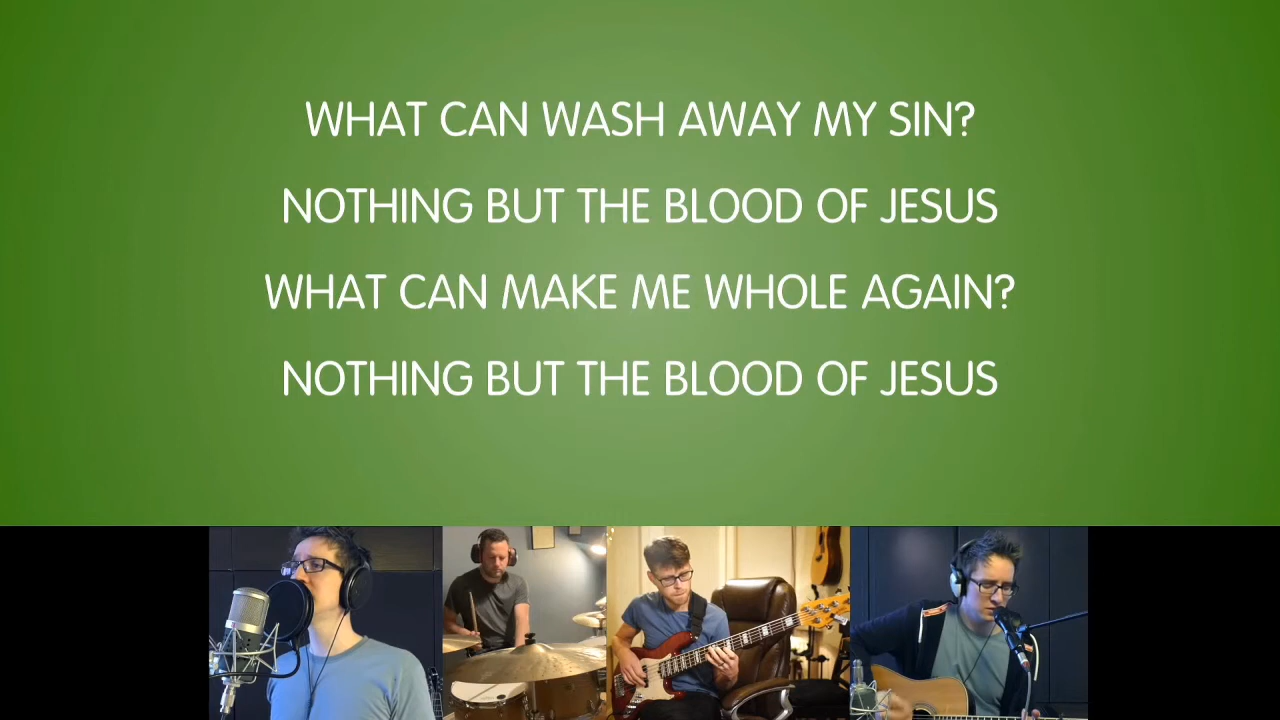 WHAT CAN WASH AWAY MY SIN?
NOTHING BUT THE BLOOD OF JESUS
WHAT CAN MAKE ME WHOLE AGAIN?
NOTHING BUT THE BLOOD OF JESUS